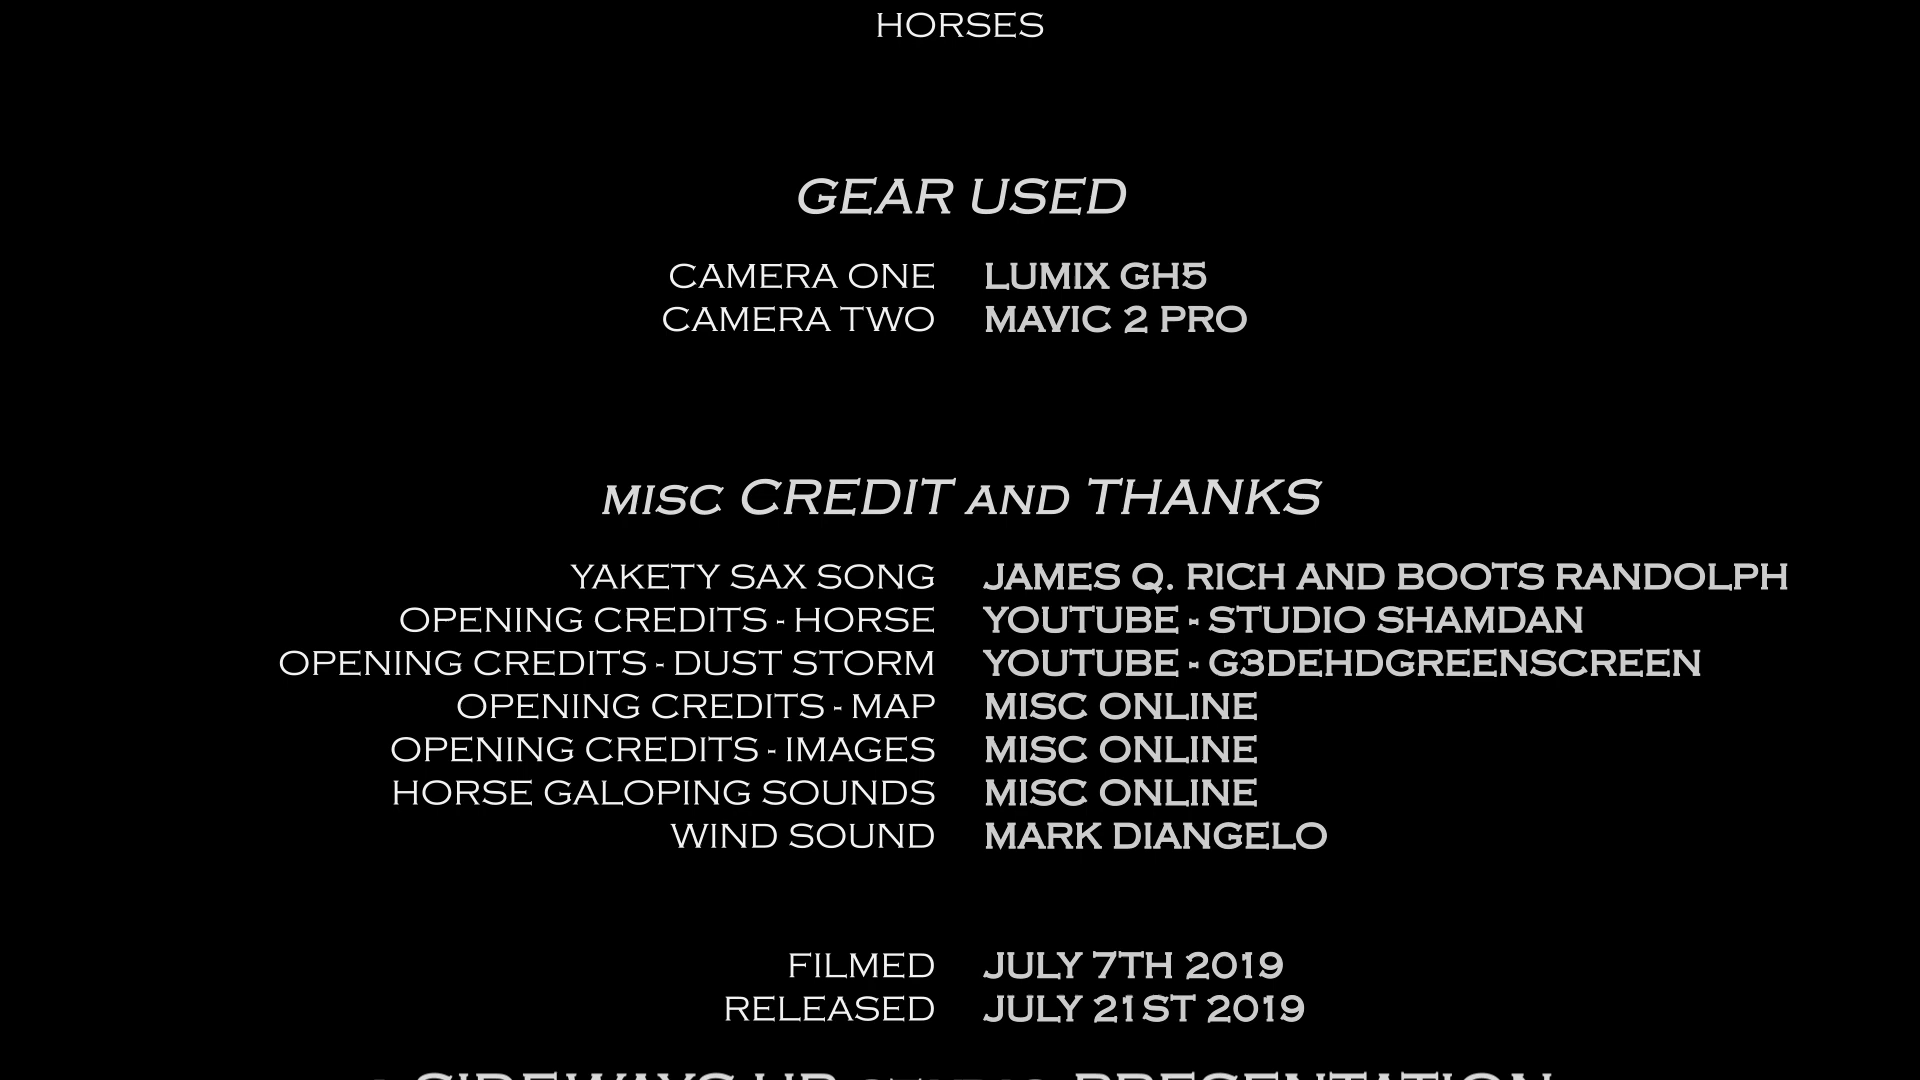 HORSES
GEAR USED
CAMERA ONE LUMIX GH5
CAMERA TWO MAVIC 2 PRO
MISC CREDIT AND THANKS
YAKETY SAX SONG JAMES Q. RICH AND BOOTS RANDOLPH
OPENING CREDITS - HORSE YOUTUBE - STUDIO SHAMDAN
OPENING CREDITS - DUST STORM YOUTUBE - G3DEHDGREENSCREEN
OPENING CREDITS - MAP MISC ONLINE
OPENING CREDITS - IMAGES MISC ONLINE
HORSE GALOPING SOUNDS MISC ONLINE
WIND SOUND MARK DIANGELO
FILMED JULY 7TH 2019
RELEASED JULY 21ST 2019
SIDEWAYS UP PRESENTATION